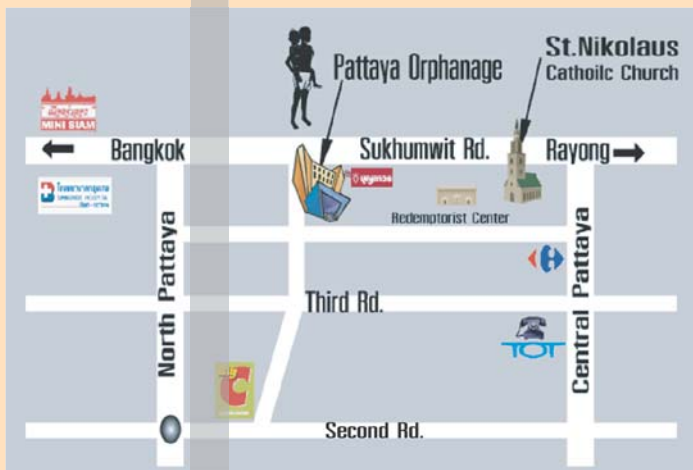 Pattaya Orphanage
St.Nikolaus
Catholic Church
MINI SIAM
Bangkok
Sukhumwit Rd.
Rayong
Redemptorist Center
North Pattaya
Central Pattaya
Third Rd.
TOT
Second Rd.